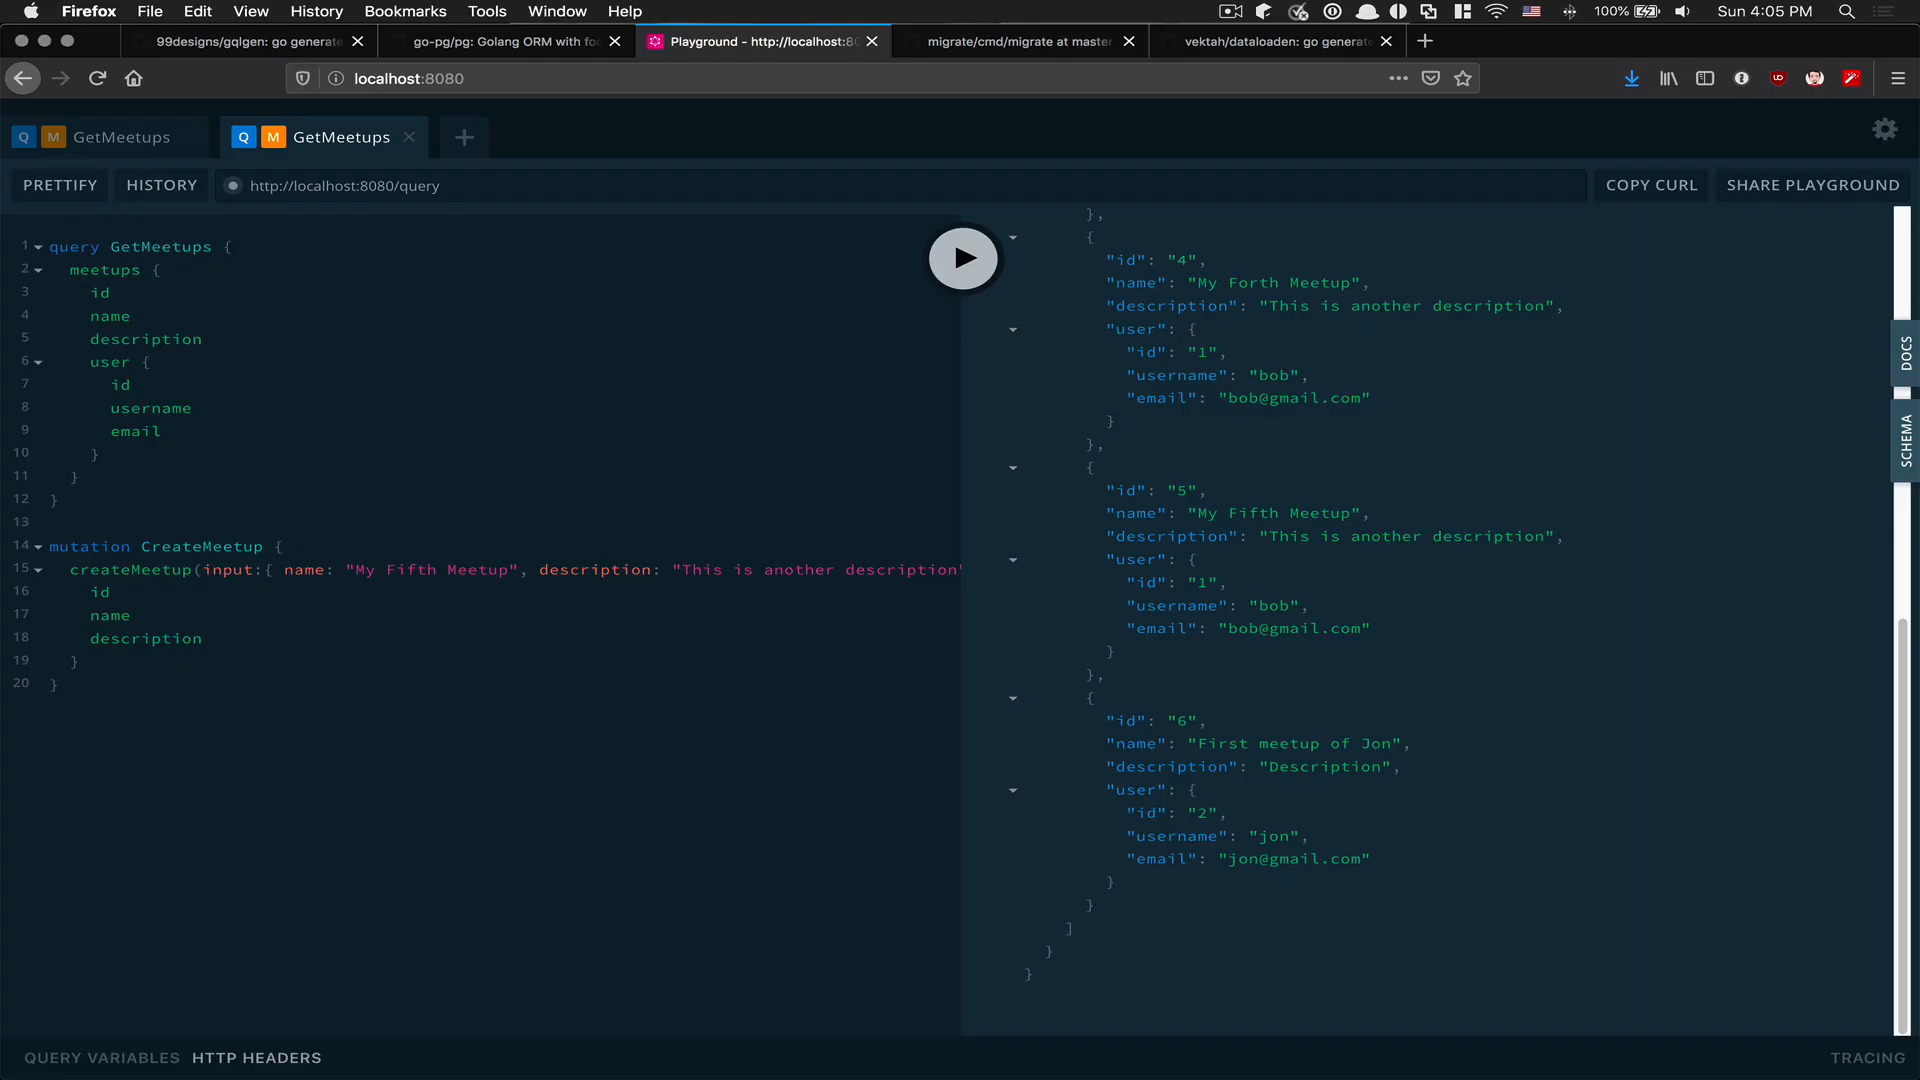 Firefox File Edit View History Bookmarks Tools Window Help 100% Sun 4:05 PM
99designs/gqlgen: go generate go-pg/pg: Golang ORM with foc Playground - http://localhost:80 migrate/cmd/migrate at master vektah/dataloaden: go generate
localhost:8080
Q M GetMeetups Q M GetMeetups
PRETTIFY HISTORY http://localhost:8080/query COPY CURL SHARE PLAYGROUND
1 query GetMeetups {
2 meetups {
3 id
4 name
5 description
6 user {
7 id
8 username
9 email
10 }
11 }
12 }
13
14 mutation CreateMeetup {
15 createMeetup(input:{ name: "My Fifth Meetup", description: "This is another description"
16 id
17 name
18 description
19 }
20 }
},
{
"id": "4",
"name": "My Forth Meetup",
"description": "This is another description",
"user": {
"id": "1",
"username": "bob",
"email": "bob@gmail.com"
}
},
{
"id": "5",
"name": "My Fifth Meetup",
"description": "This is another description",
"user": {
"id": "1",
"username": "bob",
"email": "bob@gmail.com"
}
},
{
"id": "6",
"name": "First meetup of Jon",
"description": "Description",
"user": {
"id": "2",
"username": "jon",
"email": "jon@gmail.com"
}
}
]
}
}
DOCS
SCHEMA
QUERY VARIABLES HTTP HEADERS TRACING